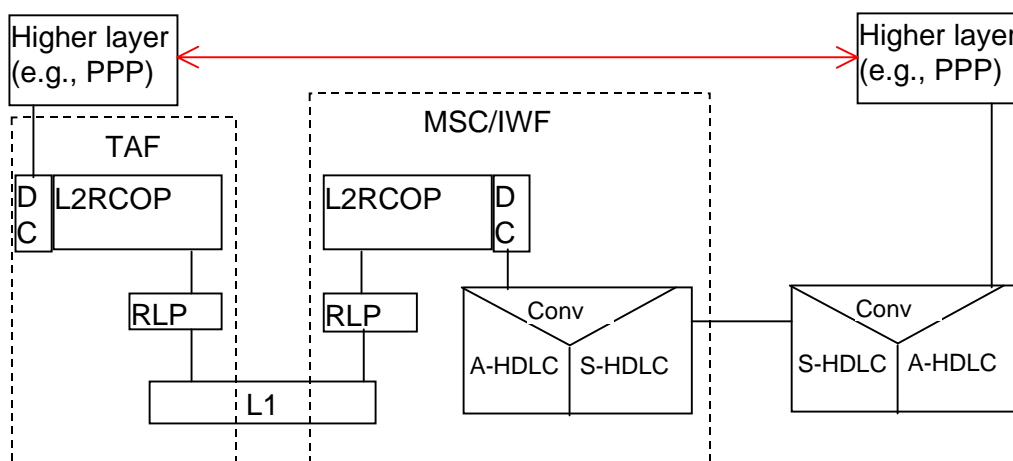 Higher layer
(e.g., PPP)
Higher layer
(e.g., PPP)
TAF
MSC/IWF
D
C
L2RCOP
L2RCOP
D
C
RLP
RLP
Conv
A-HDLC
S-HDLC
Conv
S-HDLC
A-HDLC
L1